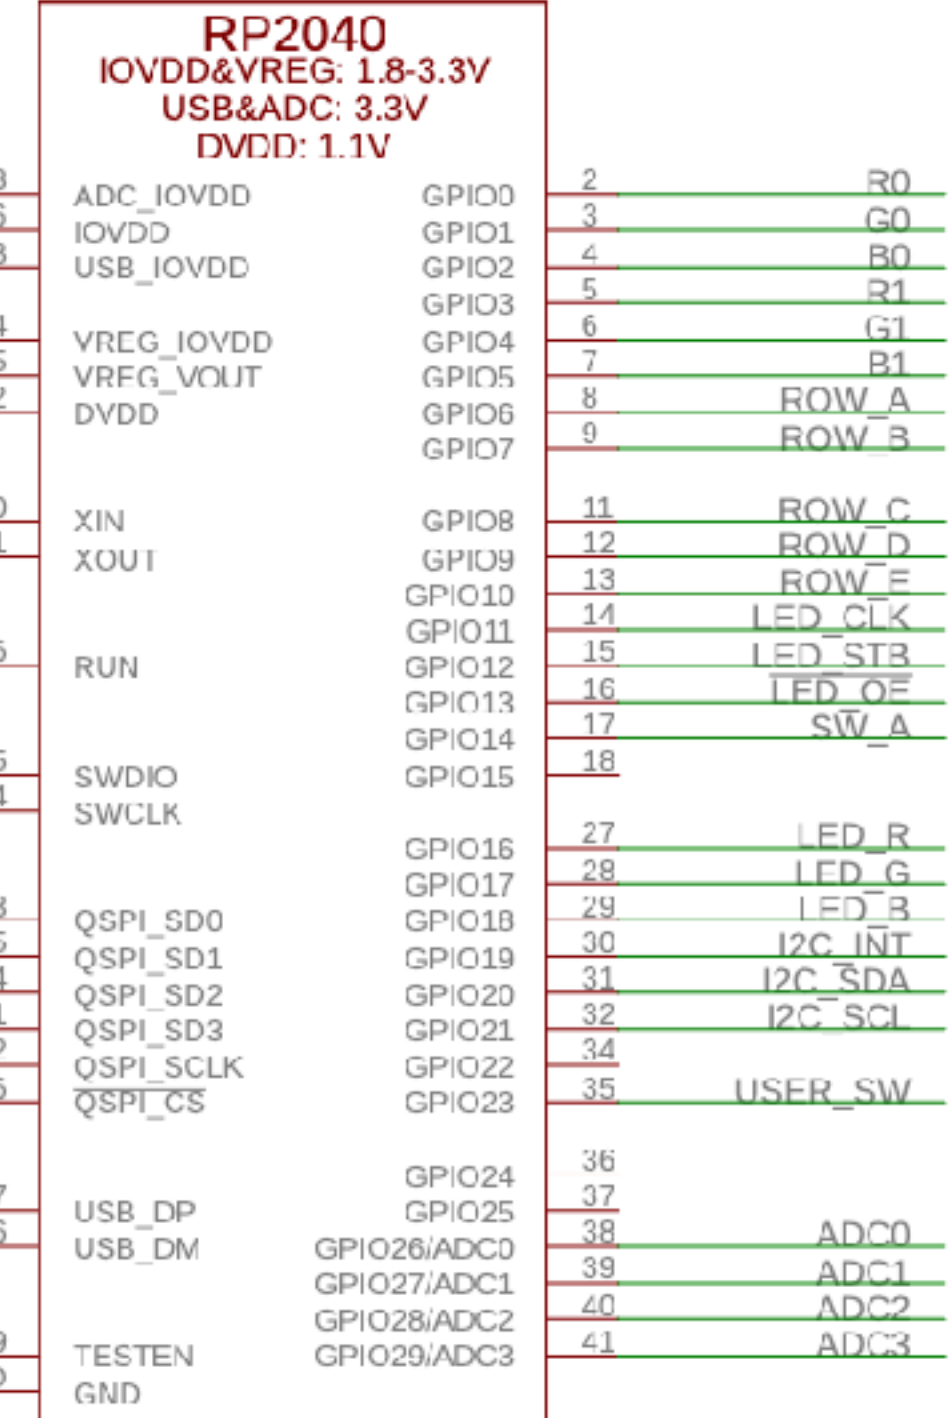 RP2040
IOVDD&VREG: 1.8-3.3V
USB&ADC: 3.3V
DVDD: 1.1V
ADC_IOVDD GPIO0 2 R0
IOVDD GPIO1 3 G0
USB_IOVDD GPIO2 4 B0
GPIO3 5 R1
VREG_IOVDD GPIO4 6 G1
VREG_VOUT GPIO5 7 B1
DVDD GPIO6 8 ROW_A
GPIO7 9 ROW_B
XIN GPIO8 11 ROW_C
XOUT GPIO9 12 ROW_D
GPIO10 13 ROW_E
GPIO11 14 LED_CLK
RUN GPIO12 15 LED_STB
GPIO13 16 LED_OE
GPIO14 17 SW_A
SWDIO GPIO15 18
SWCLK
GPIO16 27 LED_R
GPIO17 28 LED_G
QSPI_SD0 GPIO18 29 LED_B
QSPI_SD1 GPIO19 30 I2C_INT
QSPI_SD2 GPIO20 31 I2C_SDA
QSPI_SD3 GPIO21 32 I2C_SCL
QSPI_SCLK GPIO22 34
QSPI_CS GPIO23 35 USER_SW
GPIO24 36
USB_DP GPIO25 37
USB_DM GPIO26/ADC0 38 ADC0
GPIO27/ADC1 39 ADC1
GPIO28/ADC2 40 ADC2
TESTEN GPIO29/ADC3 41 ADC3
GND